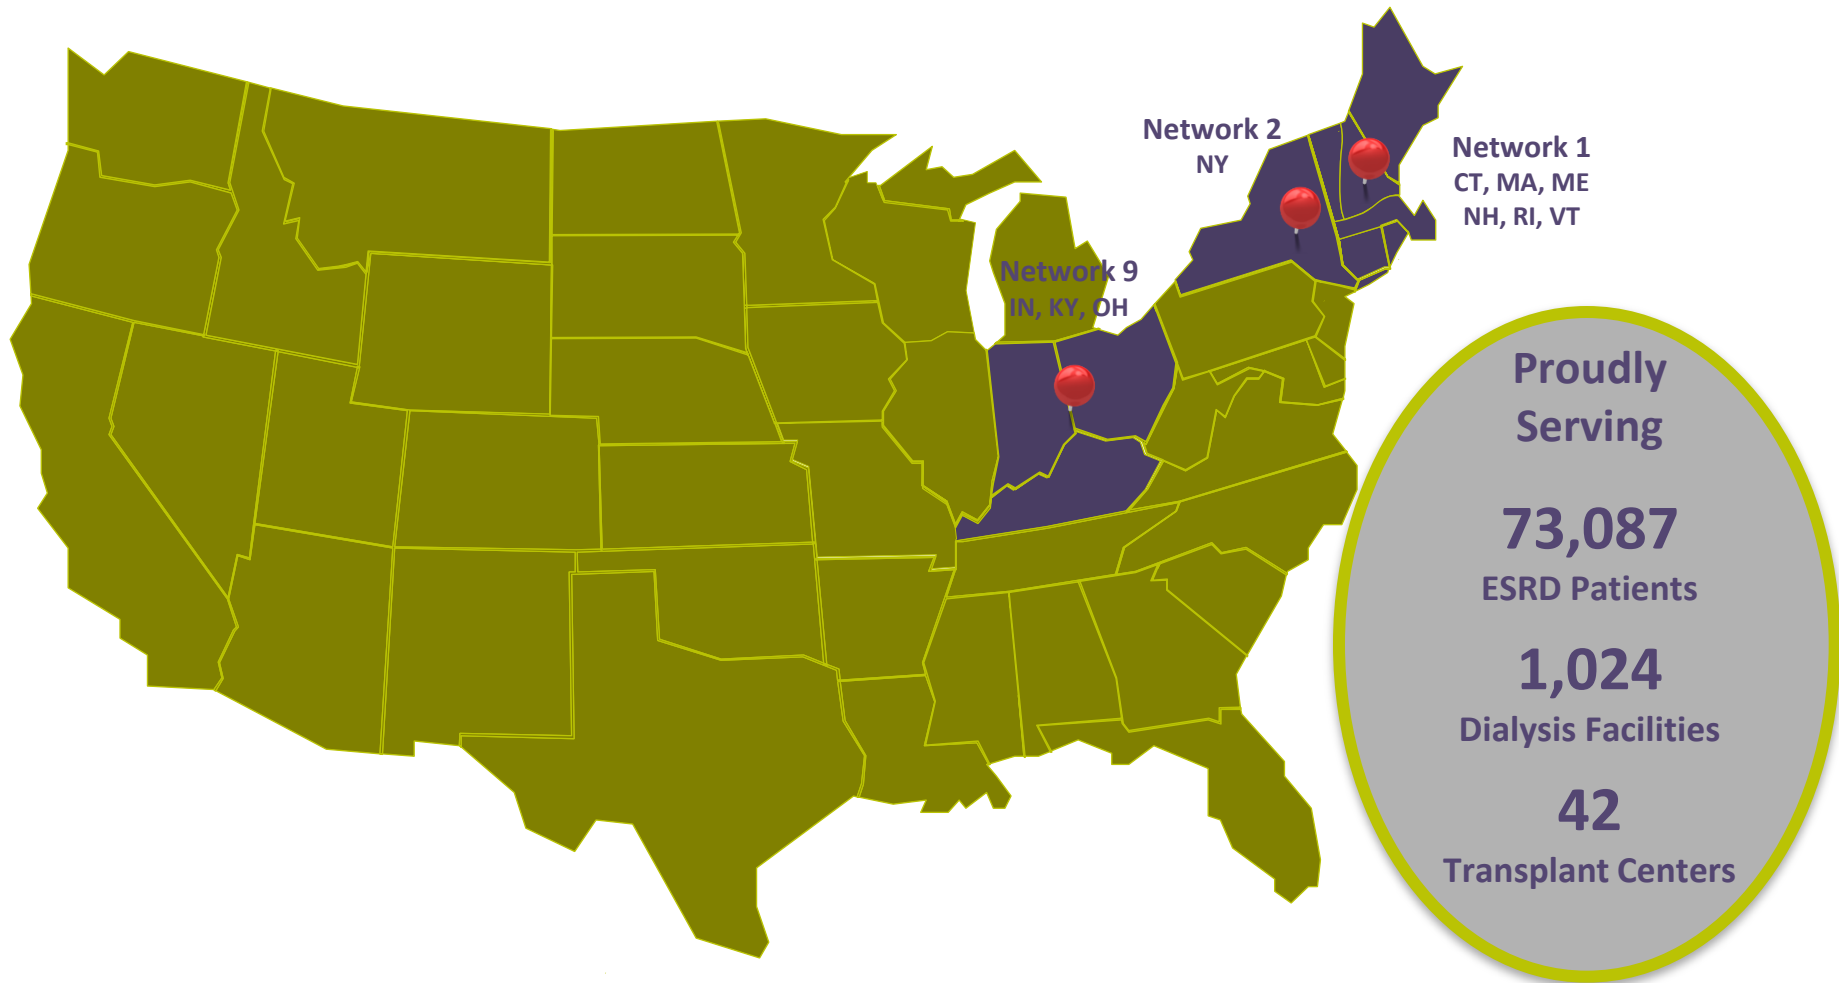 Network 2
NY
Network 1
CT, MA, ME
NH, RI, VT
Network 9
IN, KY, OH
Proudly
Serving
73,087
ESRD Patients
1,024
Dialysis Facilities
42
Transplant Centers